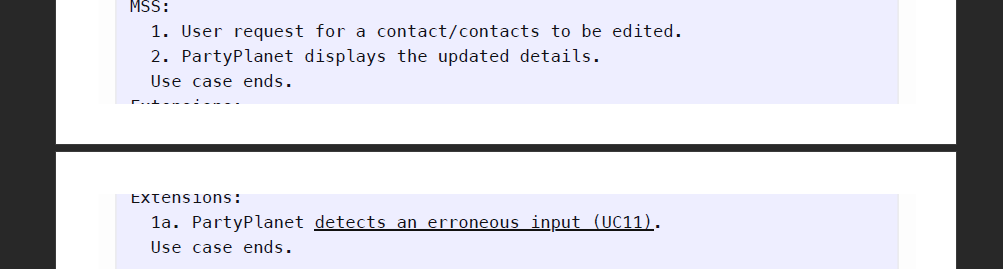 MSS:
1. User request for a contact/contacts to be edited.
2. PartyPlanet displays the updated details.
Use case ends.
Extensions:
Extensions:
1a. PartyPlanet detects an erroneous input (UC11).
Use case ends.